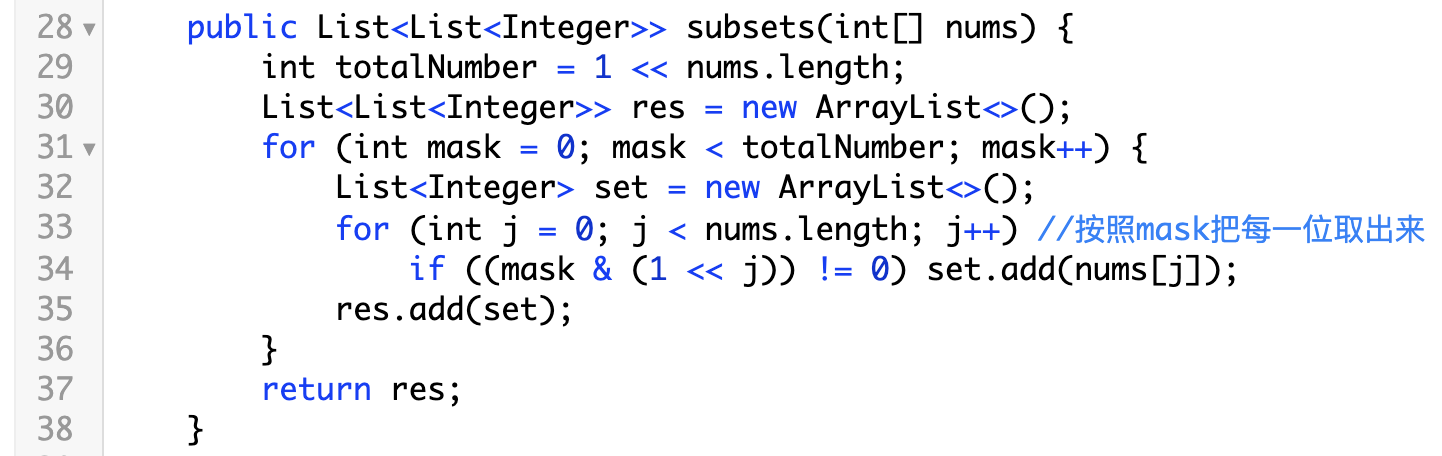 28 ▾ public List<List<Integer>> subsets(int[] nums) {
29 int totalNumber = 1 << nums.length;
30 List<List<Integer>> res = new ArrayList<>();
31 ▾ for (int mask = 0; mask < totalNumber; mask++) {
32 List<Integer> set = new ArrayList<>();
33 for (int j = 0; j < nums.length; j++) //按照mask把每一位取出来
34 if ((mask & (1 << j)) != 0) set.add(nums[j]);
35 res.add(set);
36 }
37 return res;
38 }